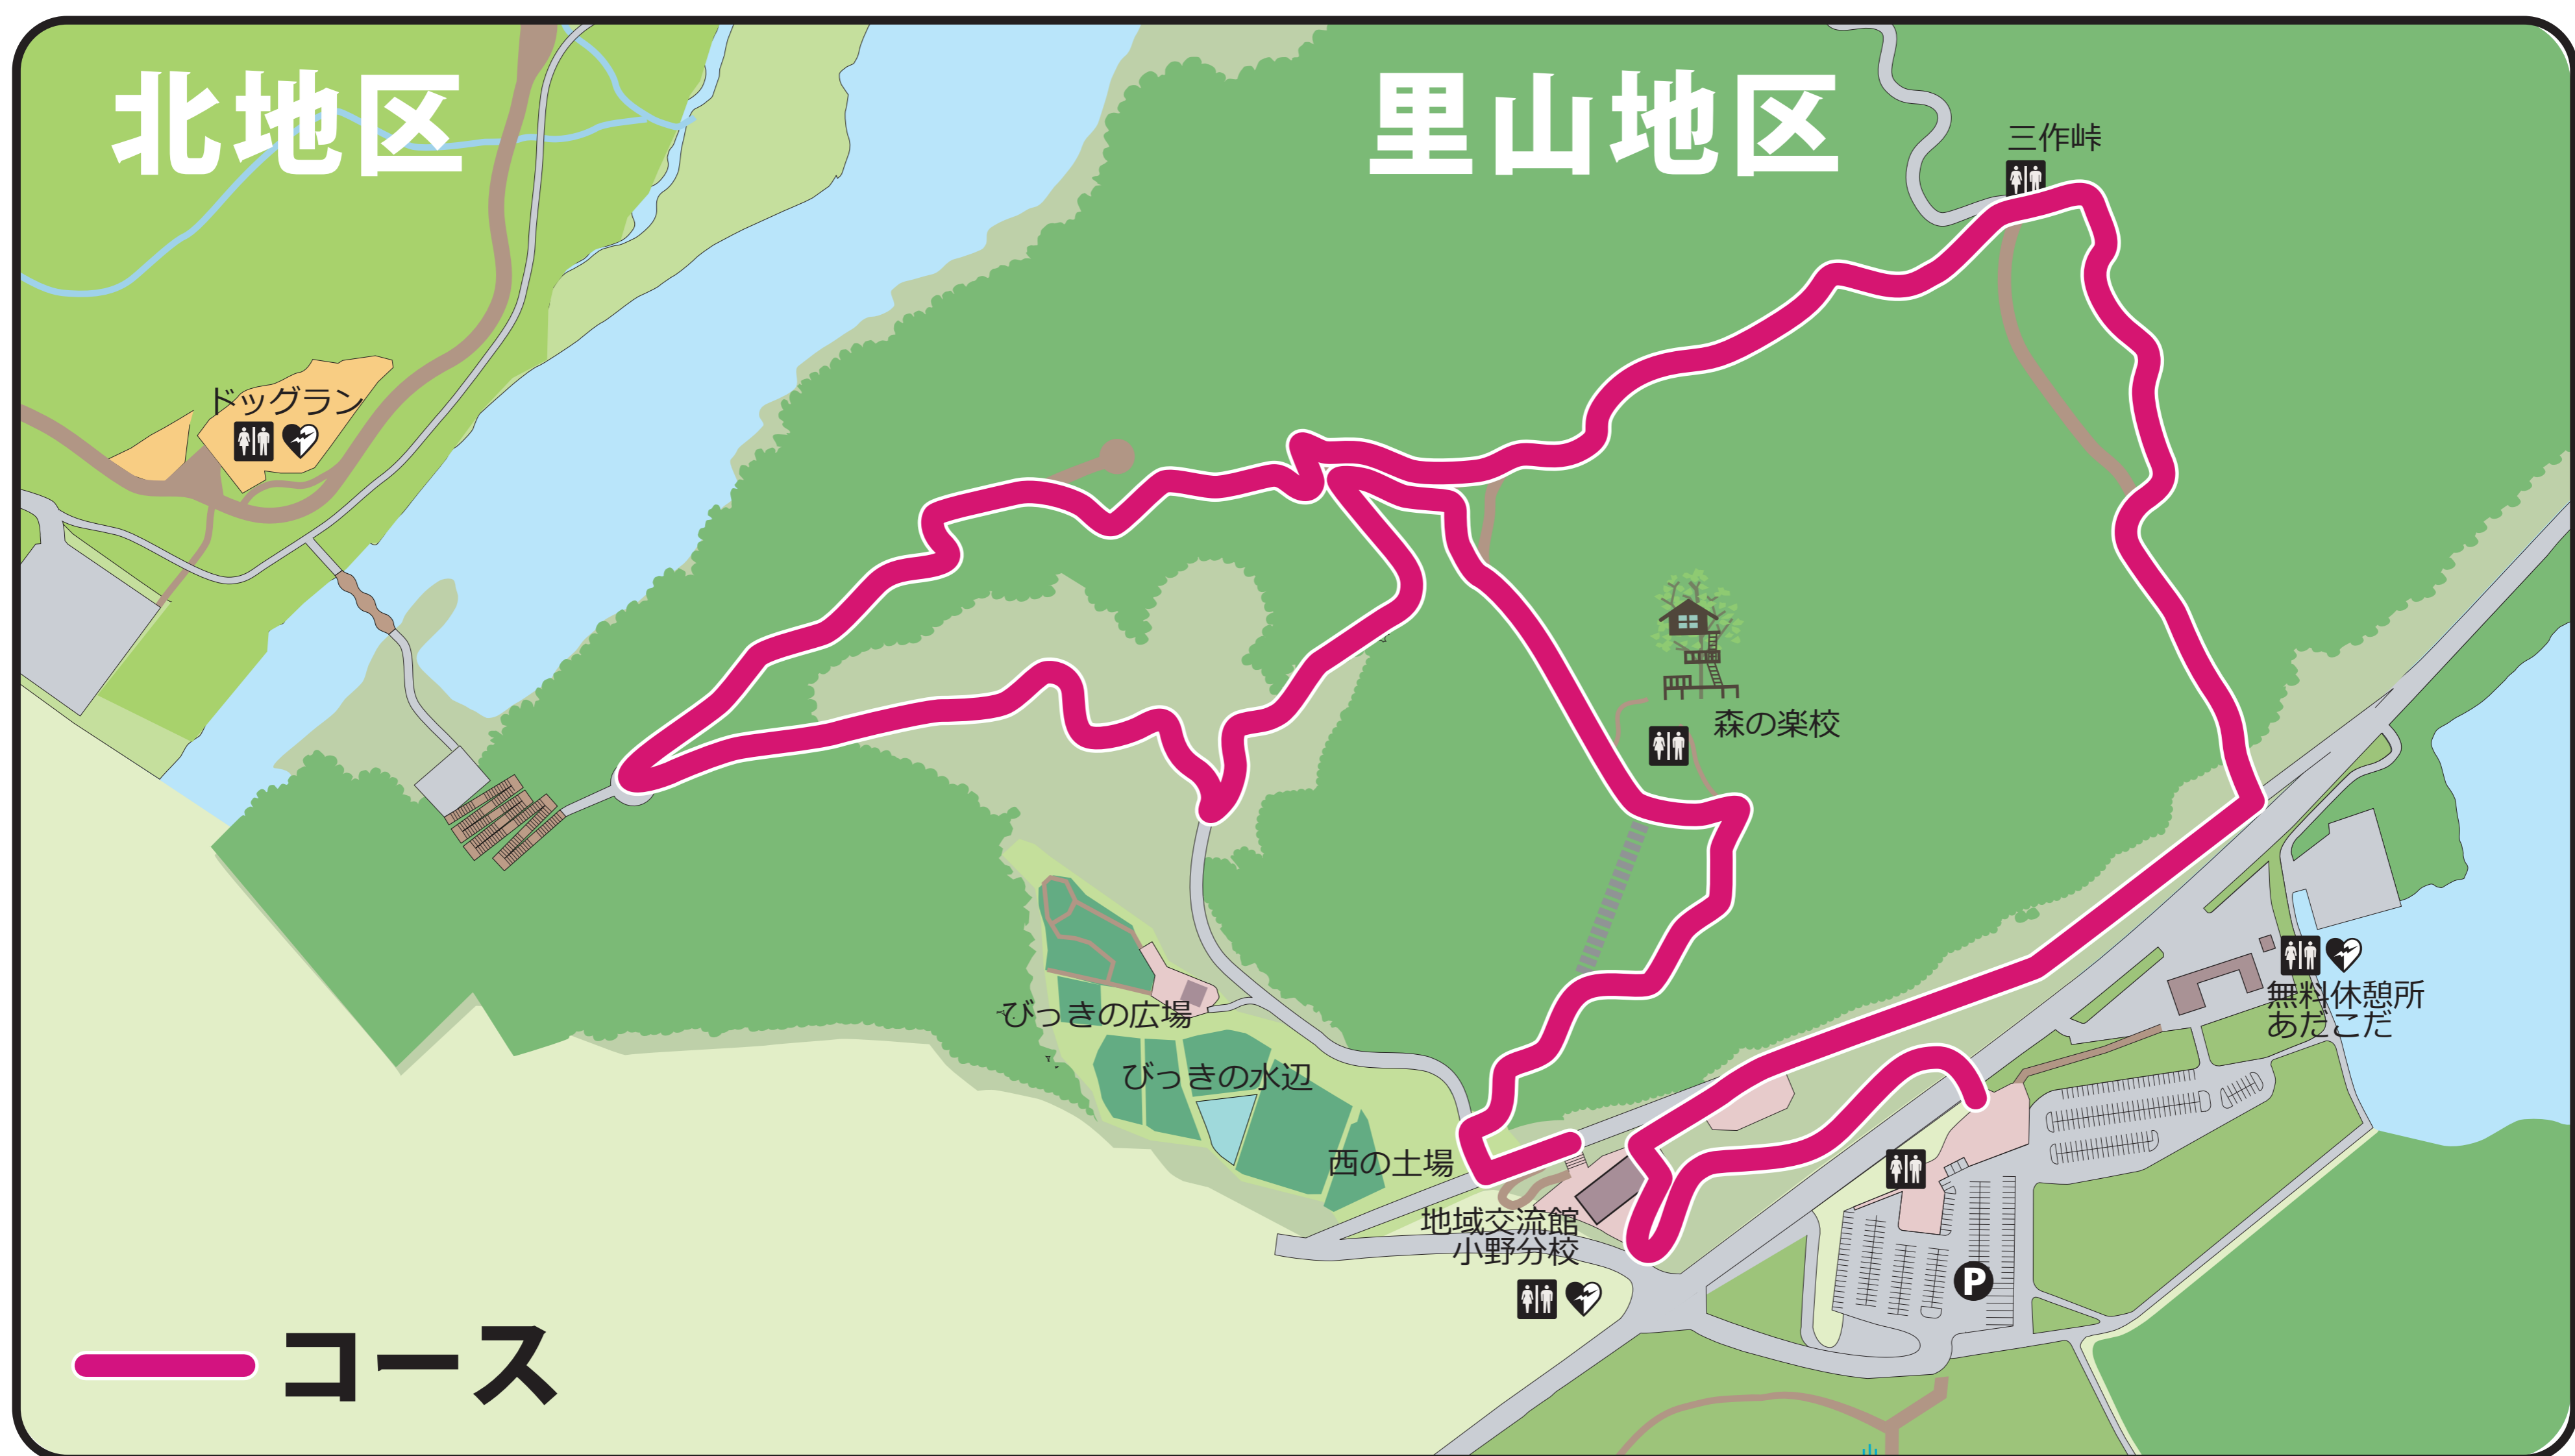 北地区
里山地区
三作峠
ドッグラン
森の楽校
無料休憩所
あだこだ
びっきの広場
びっきの水辺
西の土場
地域交流館
小野分校
P
コース